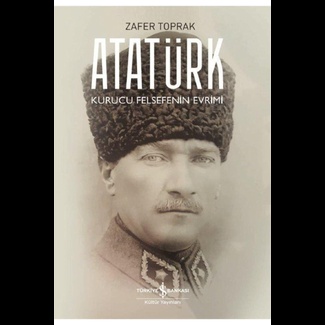 ZAFER TOPRAK
ATATÜRK
KURUCU FELSEFENİN EVRİMİ
TÜRKİYE İŞ BANKASI
Kültür Yayınları